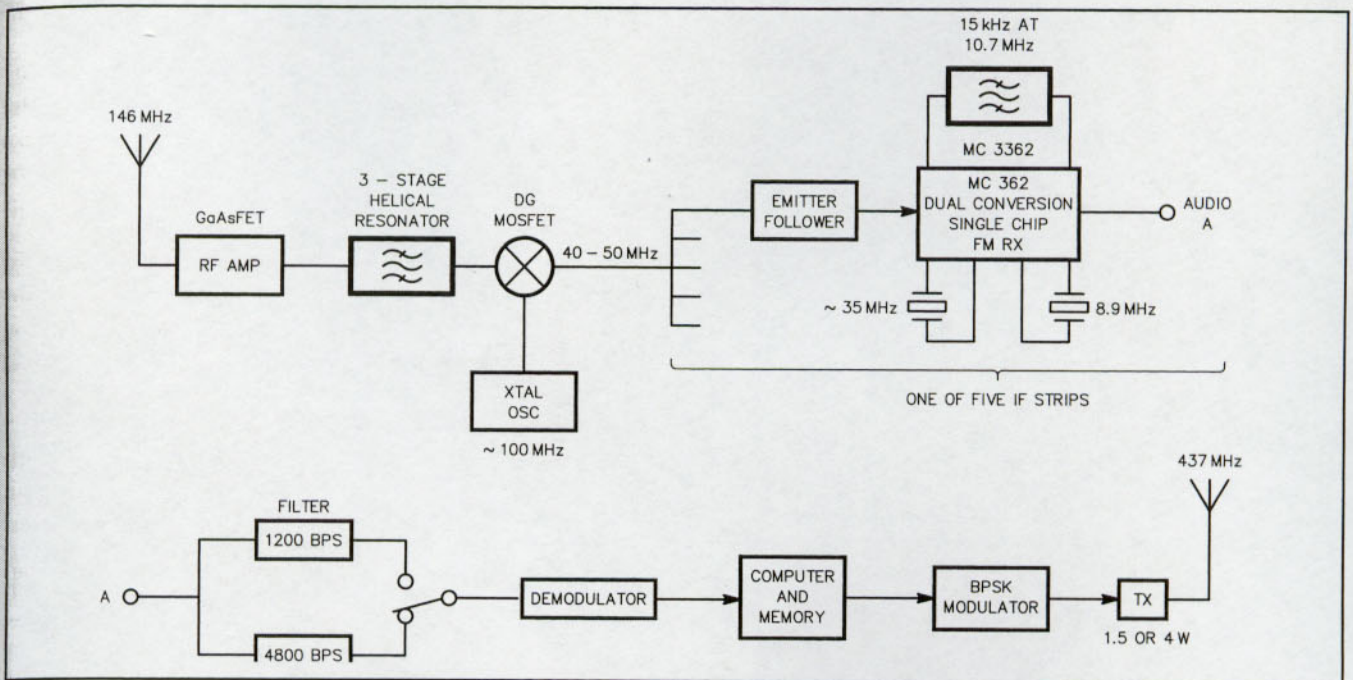 15 kHz AT
10.7 MHz
146 MHz
MC 3362
3 – STAGE
HELICAL
RESONATOR
DG
MOSFET
GaAsFET
RF AMP
40 – 50 MHz
EMITTER
FOLLOWER
MC 362
DUAL CONVERSION
SINGLE CHIP
FM RX
AUDIO
A
~ 35 MHz
8.9 MHz
XTAL
OSC
~ 100 MHz
ONE OF FIVE IF STRIPS
437 MHz
FILTER
1200 BPS
A
4800 BPS
DEMODULATOR
COMPUTER
AND
MEMORY
BPSK
MODULATOR
TX
1.5 OR 4 W